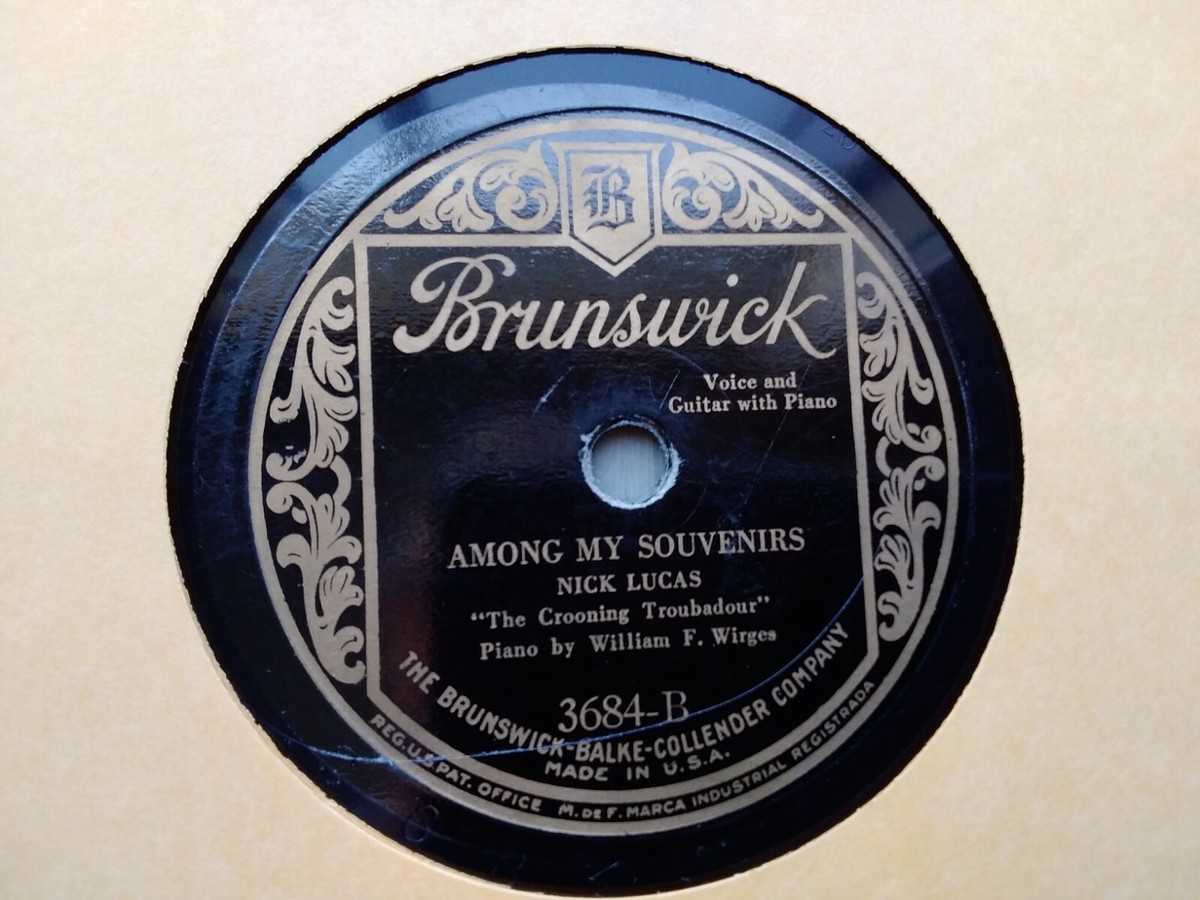 B
Brunswick
Voice and
Guitar with Piano
AMONG MY SOUVENIRS
NICK LUCAS
"The Crooning Troubadour"
Piano by William F. Wirges
3684-B
THE BRUNSWICK-BALKE-COLLENDER COMPANY
MADE IN U.S.A.
REG. U.S. PAT. OFFICE M. DE F. MARCA INDUSTRIAL REGISTRADA